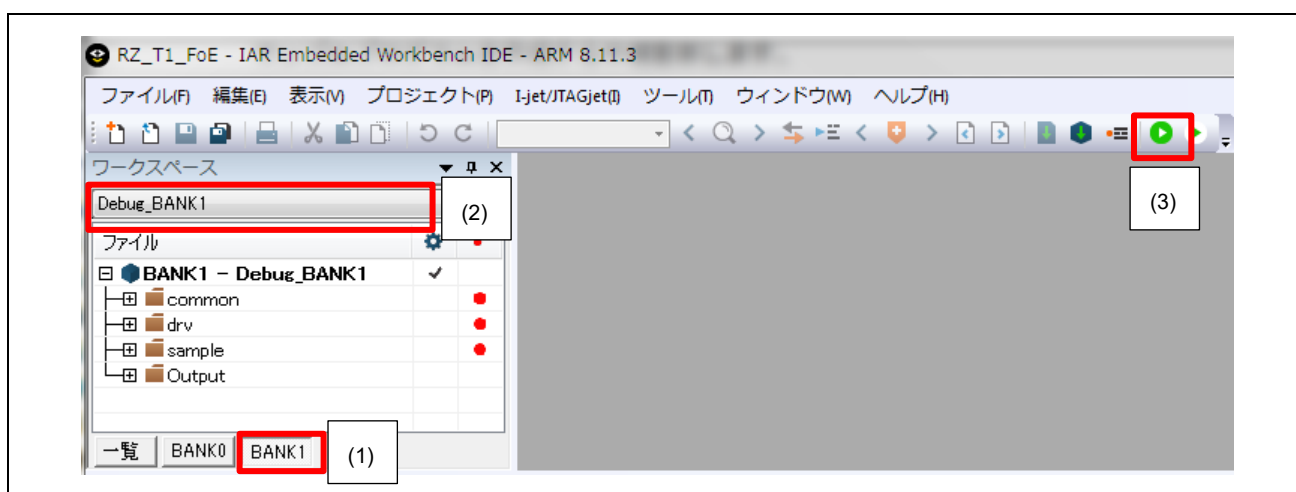 RZ_T1_FoE - IAR Embedded Workbench IDE - ARM 8.11.3
ファイル(F) 編集(E) 表示(V) プロジェクト(P) I-jet/JTAGjet(I) ツール(T) ウィンドウ(W) ヘルプ(H)
ワークスペース
Debug_BANK1
(2)
(3)
ファイル
BANK1 - Debug_BANK1
common
drv
sample
Output
一覧 BANK0 BANK1
(1)